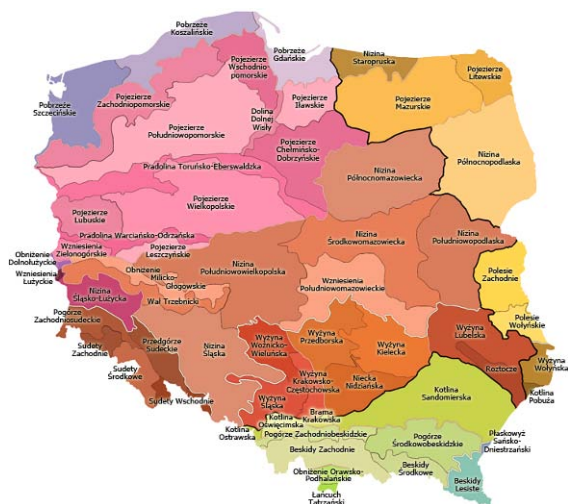 Pobrzeże
Koszalińskie
Pobrzeże
Gdańskie
Nizina
Staropruska
Pojezierze
Wschodnio
pomorskie
Pojezierze
Litewskie
Pobrzeże
Szczecińskie
Pojezierze
Zachodniopomorskie
Pojezierze
Iławskie
Pojezierze
Mazurskie
Dolina
Dolnej
Wisły
Pojezierze
Południowopomorskie
Pojezierze
Chełmińsko-
Dobrzyńskie
Nizina
Północnopodlaska
Pradolina Toruńsko-Eberswaldzka
Nizina
Północnomazowiecka
Pojezierze
Wielkopolskie
Pojezierze
Lubuskie
Pradolina Warciańsko-Odrzańska
Nizina
Środkowomazowiecka
Nizina
Południowopodlaska
Wzniesienia
Zielonogórskie
Pojezierze
Leszczyńskie
Obniżenie
Dolnołużyckie
Wzniesienia
Łużyckie
Obniżenie
Milicko-
Głogowskie
Nizina
Południowowielkopolska
Polesie
Zachodnie
Nizina
Śląsko-Łużycka
Wał Trzebnicki
Wzniesienia
Południowomazowieckie
Pogórze
Zachodniosudeckie
Polesie
Wołyńskie
Przedgórze
Sudeckie
Nizina
Śląska
Wyżyna
Woźnicko-
Wieluńska
Wyżyna
Przedborska
Wyżyna
Kielecka
Wyżyna
Lubelska
Sudety
Zachodnie
Wyżyna
Wołyńska
Roztocze
Sudety
Środkowe
Wyżyna
Krakowsko-
Częstochowska
Niecka
Nidziańska
Kotlina
Pobuża
Sudety Wschodnie
Wyżyna
Śląska
Kotlina
Sandomierska
Kotlina
Ostrawska
Kotlina
Oświęcimska
Brama
Krakowska
Pogórze Zachodniobeskidzkie
Pogórze
Środkowobeskidzkie
Płaskowyż
Sańsko-
Dniestrzański
Beskidy Zachodnie
Obniżenie Orawsko-
Podhalańskie
Beskidy
Środkowe
Beskidy
Lesiste
Łańcuch
Tatrzański